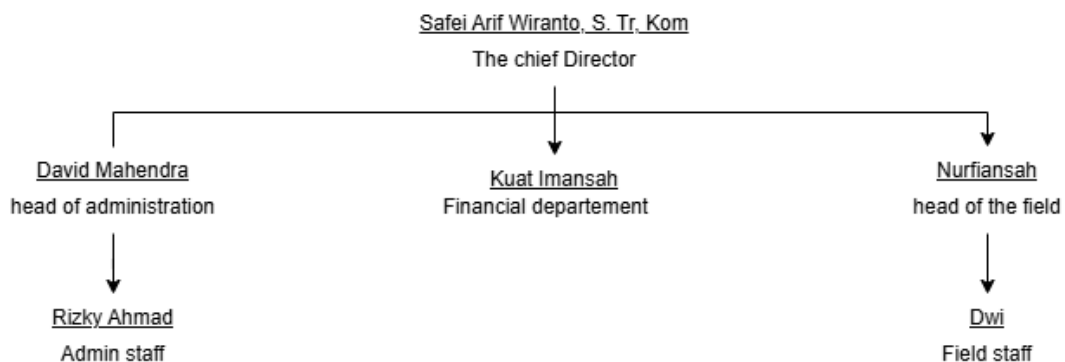 Safei Arif Wiranto, S. Tr, Kom
The chief Director
David Mahendra
head of administration
Kuat Imansah
Financial departement
Nurfiansah
head of the field
Rizky Ahmad
Admin staff
Dwi
Field staff